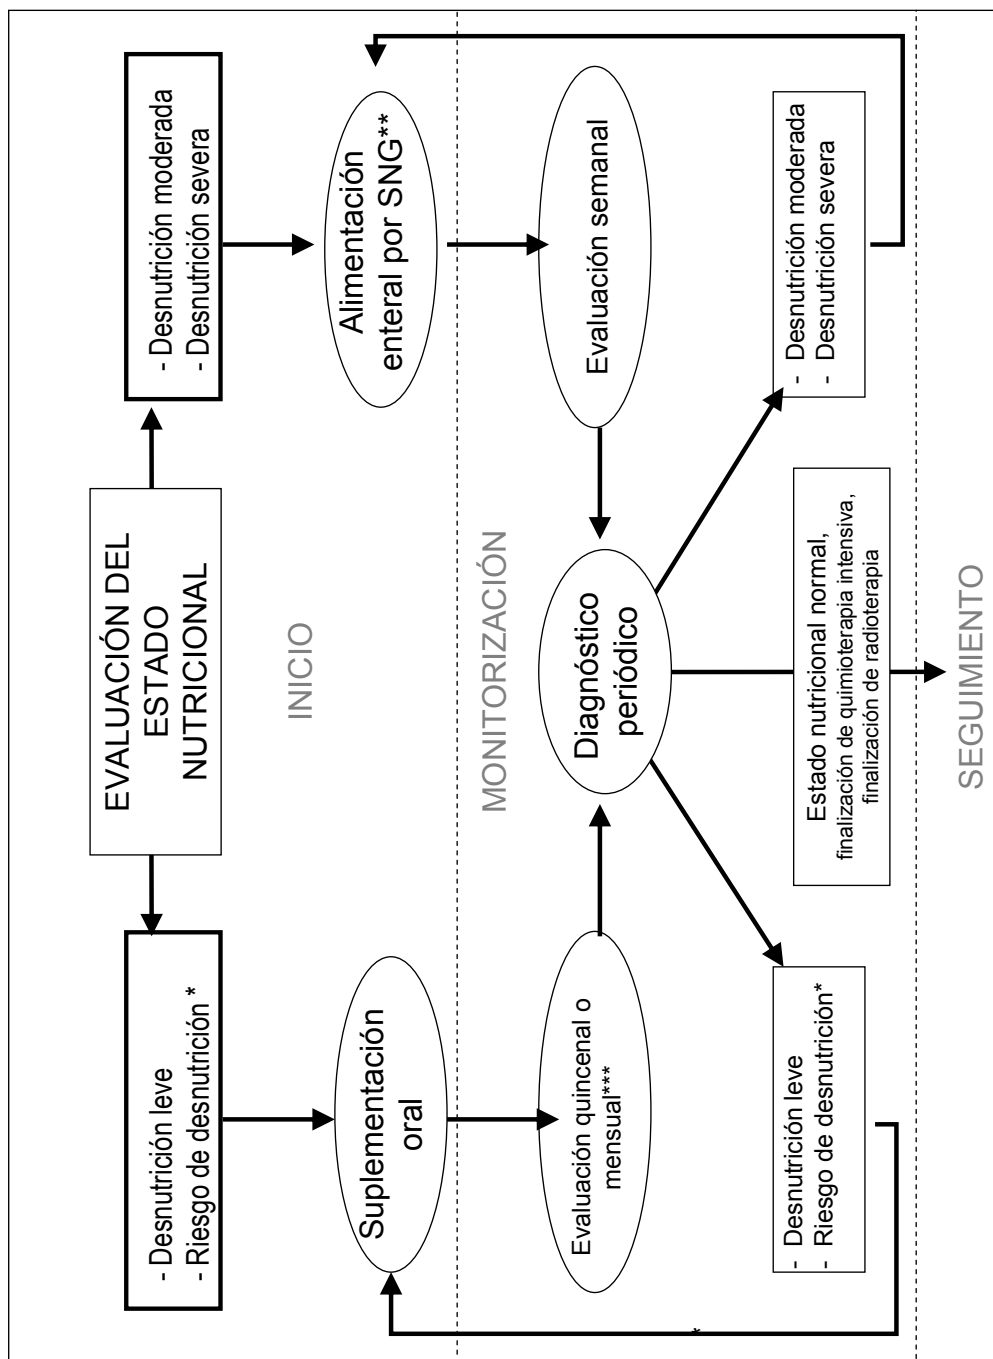 EVALUACIÓN DEL
ESTADO
NUTRICIONAL
- Desnutrición leve
- Riesgo de desnutrición *
- Desnutrición moderada
- Desnutrición severa
INICIO
Suplementación
oral
Alimentación
enteral por SNG**
MONITORIZACIÓN
Evaluación quincenal o
mensual***
Diagnóstico
periódico
Evaluación semanal
- Desnutrición leve
- Riesgo de desnutrición*
Estado nutricional normal,
finalización de quimioterapia intensiva,
finalización de radioterapia
- Desnutrición moderada
- Desnutrición severa
*
SEGUIMIENTO